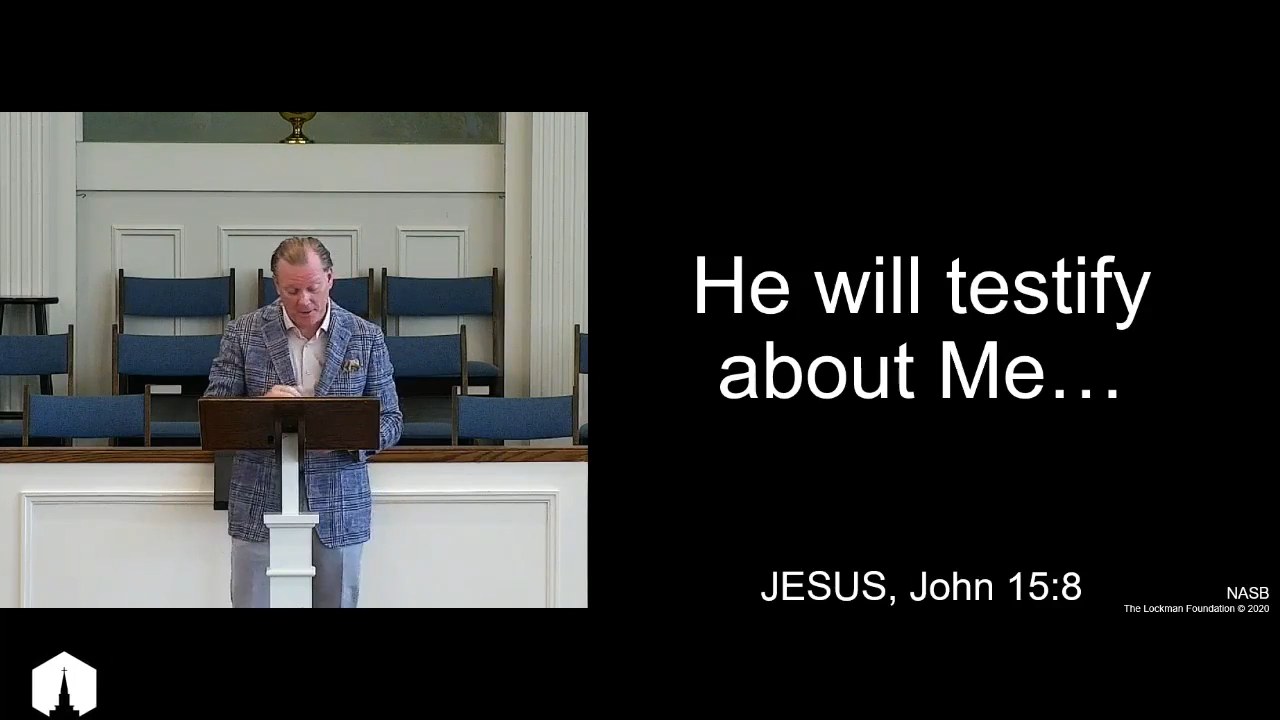 He will testify
about Me…
JESUS, John 15:8
NASB
The Lockman Foundation © 2020